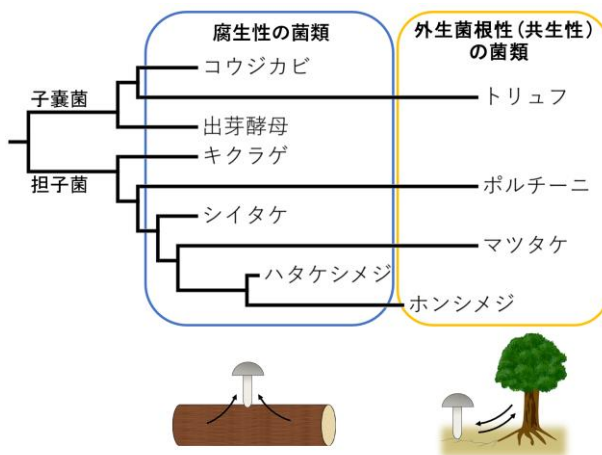 腐生性の菌類
外生菌根性(共生性)
の菌類
コウジカビ
子嚢菌
トリュフ
出芽酵母
キクラゲ
担子菌
ポルチーニ
シイタケ
マツタケ
ハタケシメジ
ホンシメジ